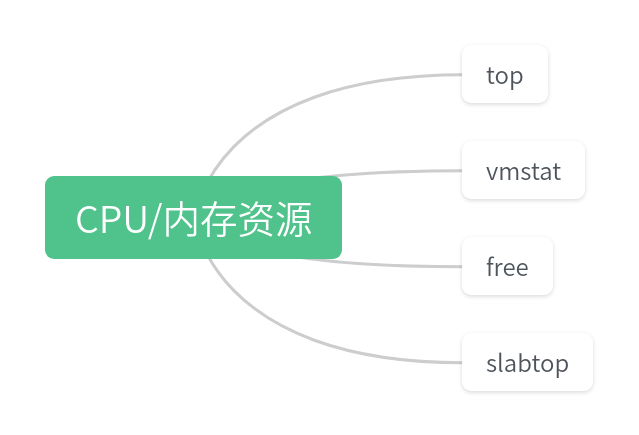 top
vmstat
CPU/内存资源
free
slabtop